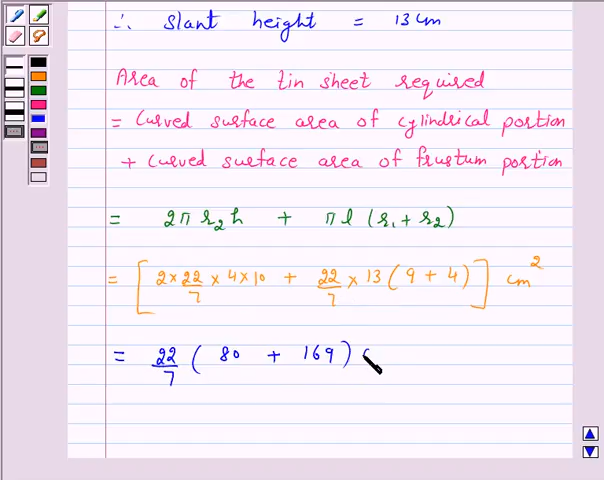 ∴ slant height = 13 cm
Area of the tin sheet required
= Curved surface area of cylindrical portion
+ curved surface area of frustum portion
= 2πr₂h + πl (r₁ + r₂)
= [2 × 22/7 × 4 × 10 + 22/7 × 13 (9 + 4)] cm²
= 22/7 (80 + 169)